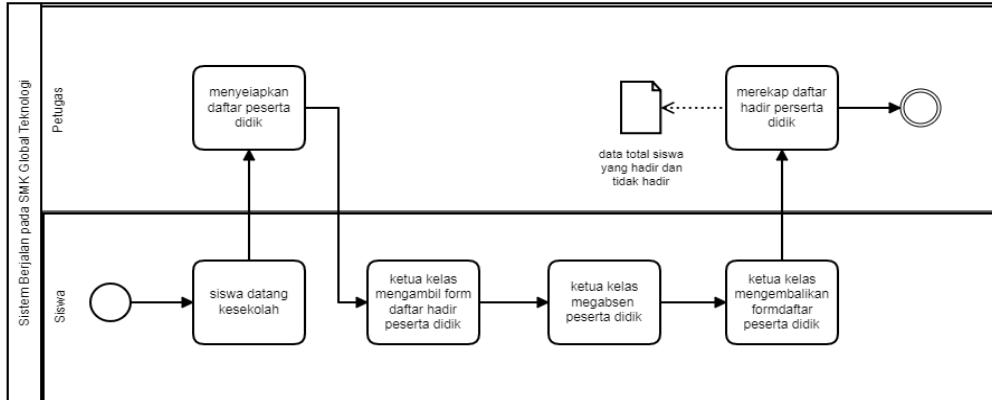 Sistem Berjalan pada SMK Global Teknologi
Petugas
menyeiapkan
daftar peserta
didik
data total siswa
yang hadir dan
tidak hadir
merekap daftar
hadir perserta
didik
Siswa
siswa datang
kesekolah
ketua kelas
mengambil form
daftar hadir
peserta didik
ketua kelas
megabsen
peserta didik
ketua kelas
mengembalikan
formdaftar
peserta didik